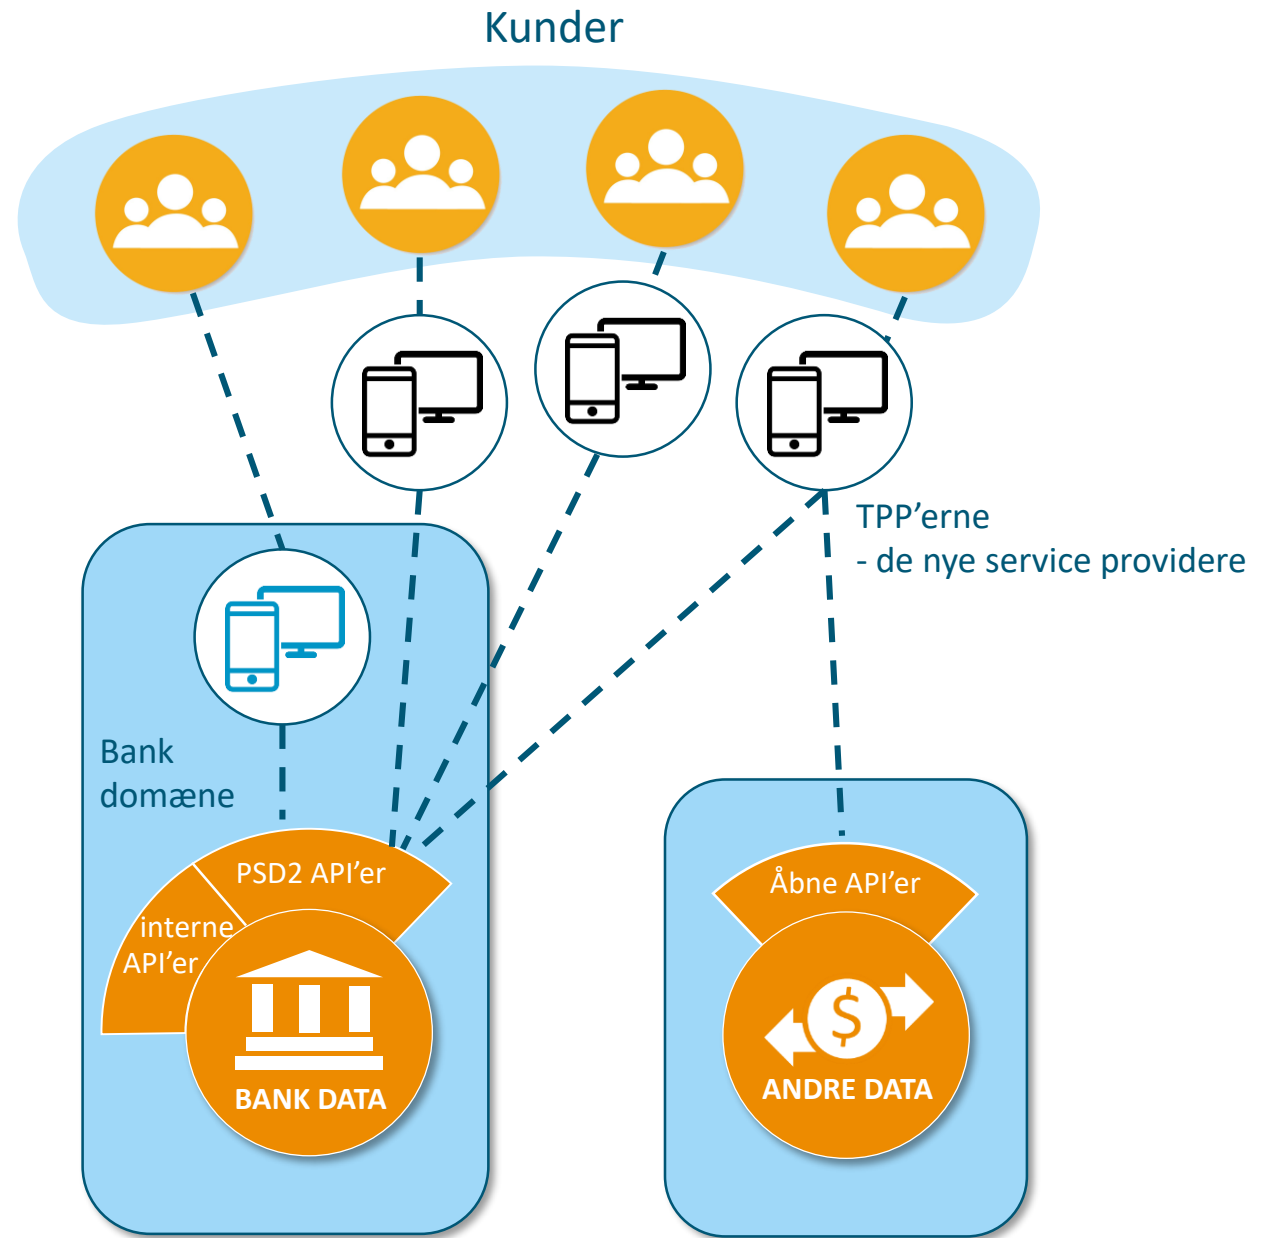 Kunder
TPP’erne
- de nye service providere
Bank
domæne
PSD2 API’er
interne
API’er
BANK DATA
Åbne API’er
$
ANDRE DATA